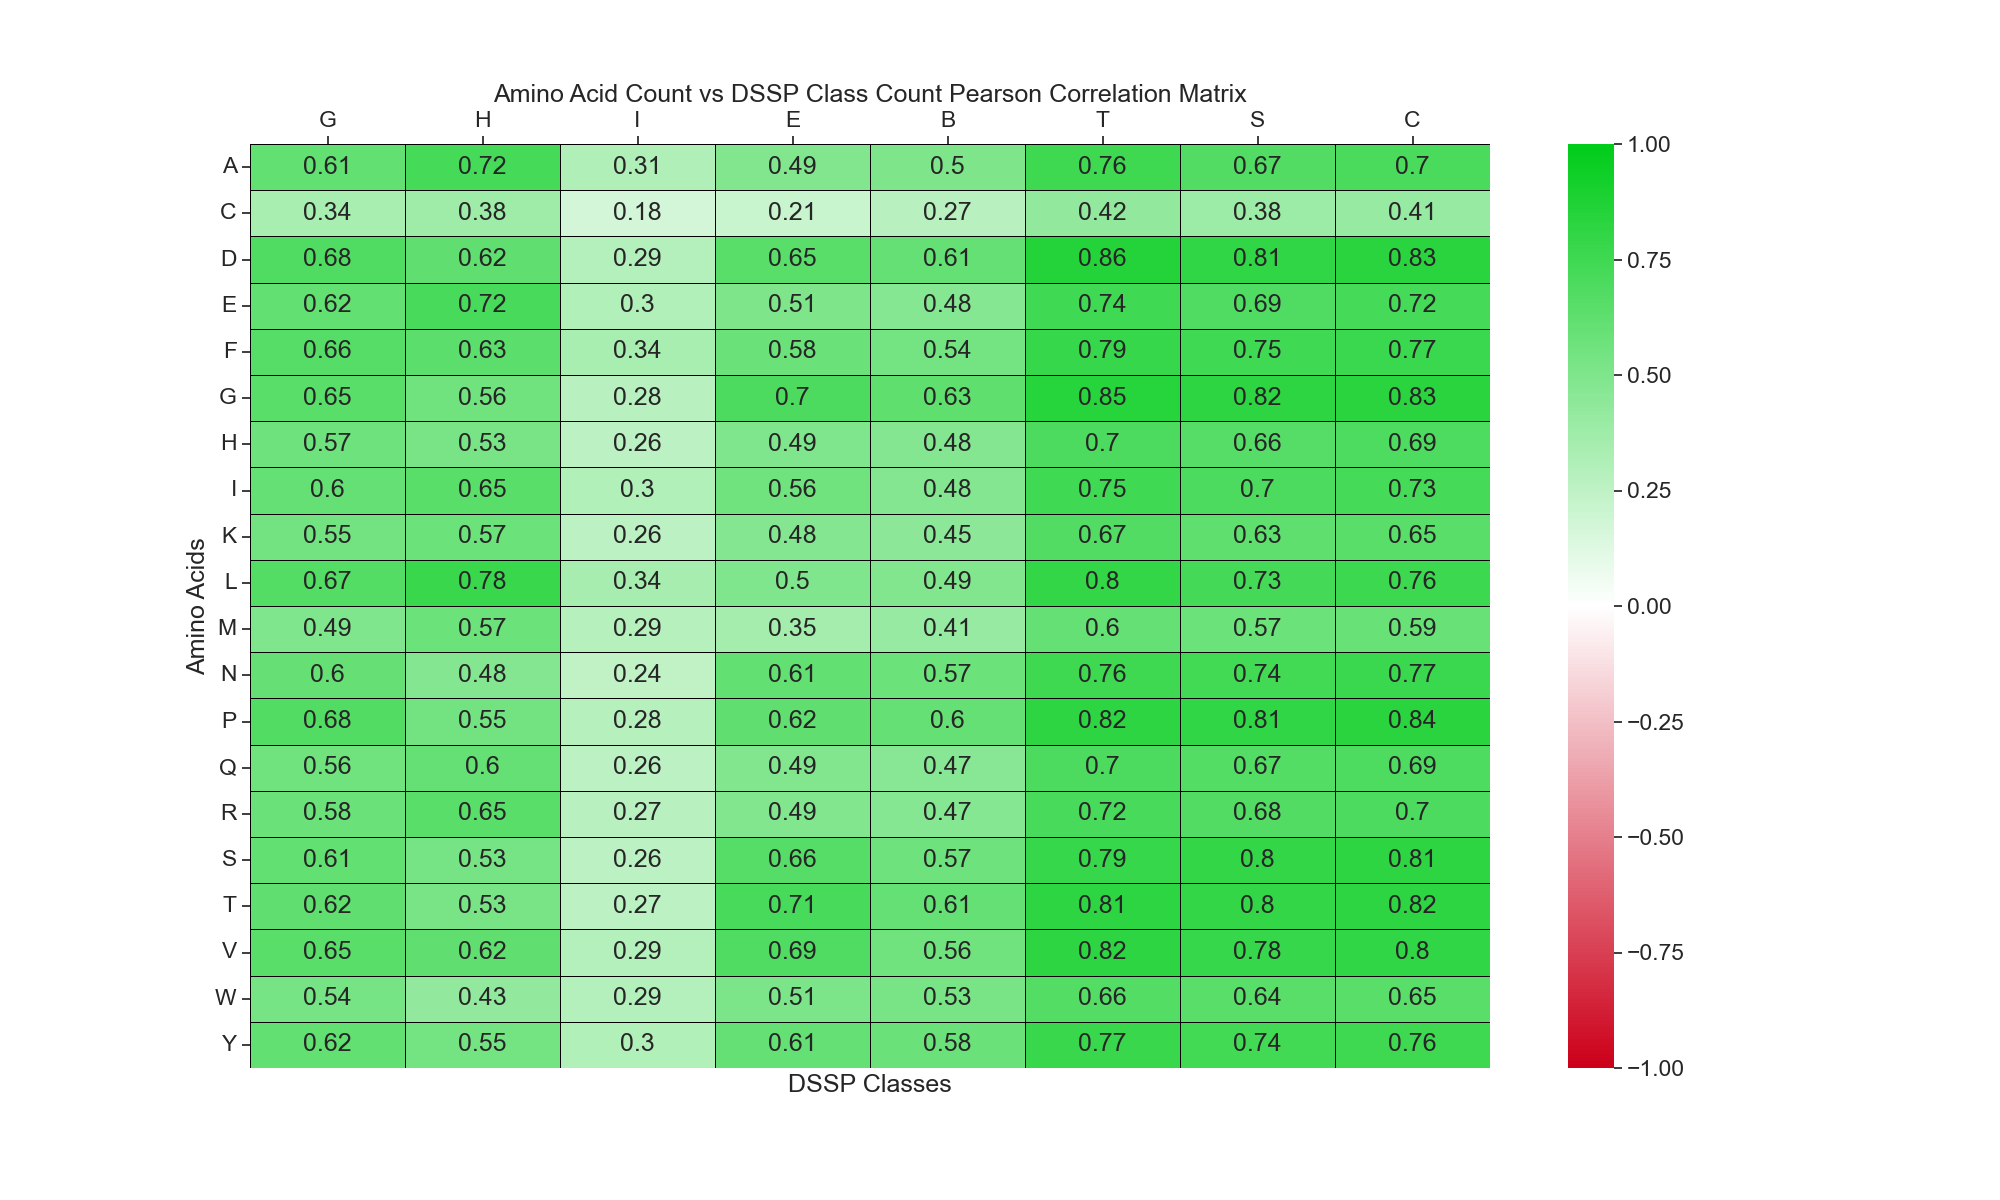 Amino Acid Count vs DSSP Class Count Pearson Correlation Matrix
G H I E B T S C
A 0.61 0.72 0.31 0.49 0.5 0.76 0.67 0.7
C 0.34 0.38 0.18 0.21 0.27 0.42 0.38 0.41
D 0.68 0.62 0.29 0.65 0.61 0.86 0.81 0.83
E 0.62 0.72 0.3 0.51 0.48 0.74 0.69 0.72
F 0.66 0.63 0.34 0.58 0.54 0.79 0.75 0.77
G 0.65 0.56 0.28 0.7 0.63 0.85 0.82 0.83
H 0.57 0.53 0.26 0.49 0.48 0.7 0.66 0.69
I 0.6 0.65 0.3 0.56 0.48 0.75 0.7 0.73
K 0.55 0.57 0.26 0.48 0.45 0.67 0.63 0.65
L 0.67 0.78 0.34 0.5 0.49 0.8 0.73 0.76
M 0.49 0.57 0.29 0.35 0.41 0.6 0.57 0.59
N 0.6 0.48 0.24 0.61 0.57 0.76 0.74 0.77
P 0.68 0.55 0.28 0.62 0.6 0.82 0.81 0.84
Q 0.56 0.6 0.26 0.49 0.47 0.7 0.67 0.69
R 0.58 0.65 0.27 0.49 0.47 0.72 0.68 0.7
S 0.61 0.53 0.26 0.66 0.57 0.79 0.8 0.81
T 0.62 0.53 0.27 0.71 0.61 0.81 0.8 0.82
V 0.65 0.62 0.29 0.69 0.56 0.82 0.78 0.8
W 0.54 0.43 0.29 0.51 0.53 0.66 0.64 0.65
Y 0.62 0.55 0.3 0.61 0.58 0.77 0.74 0.76
Amino Acids
DSSP Classes
1.00
0.75
0.50
0.25
0.00
−0.25
−0.50
−0.75
−1.00